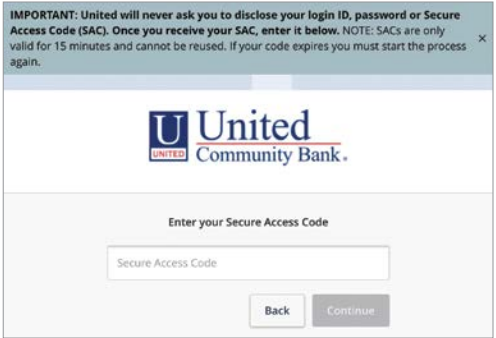 IMPORTANT: United will never ask you to disclose your login ID, password or Secure
Access Code (SAC). Once you receive your SAC, enter it below. NOTE: SACs are only
valid for 15 minutes and cannot be reused. If your code expires you must start the process
again.
×
U United
UNITED Community Bank.
Enter your Secure Access Code
Secure Access Code
Back Continue